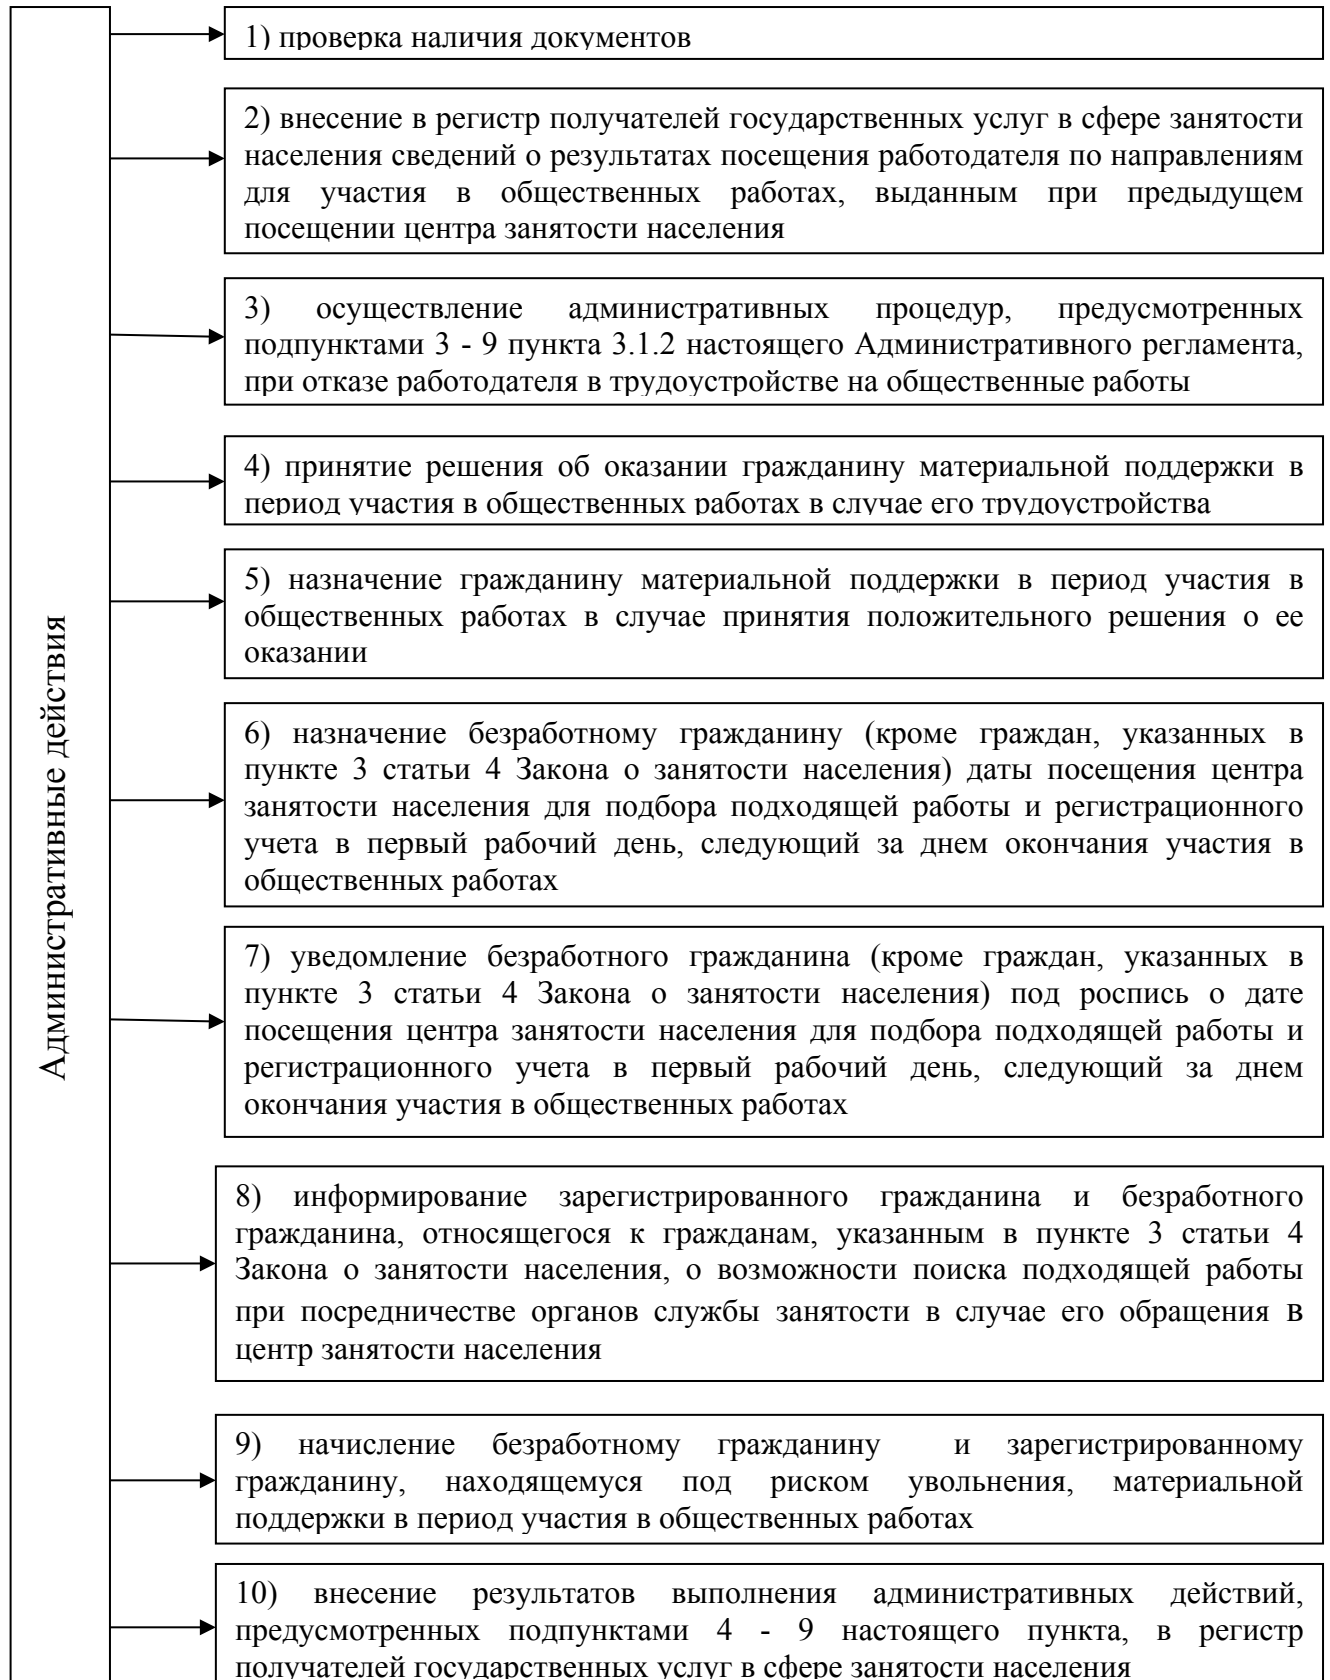 Административные действия
1) проверка наличия документов
2) внесение в регистр получателей государственных услуг в сфере занятости
населения сведений о результатах посещения работодателя по направлениям
для участия в общественных работах, выданным при предыдущем
посещении центра занятости населения
3) осуществление административных процедур, предусмотренных
подпунктами 3 - 9 пункта 3.1.2 настоящего Административного регламента,
при отказе работодателя в трудоустройстве на общественные работы
4) принятие решения об оказании гражданину материальной поддержки в
период участия в общественных работах в случае его трудоустройства
5) назначение гражданину материальной поддержки в период участия в
общественных работах в случае принятия положительного решения о ее
оказании
6) назначение безработному гражданину (кроме граждан, указанных в
пункте 3 статьи 4 Закона о занятости населения) даты посещения центра
занятости населения для подбора подходящей работы и регистрационного
учета в первый рабочий день, следующий за днем окончания участия в
общественных работах
7) уведомление безработного гражданина (кроме граждан, указанных в
пункте 3 статьи 4 Закона о занятости населения) под роспись о дате
посещения центра занятости населения для подбора подходящей работы и
регистрационного учета в первый рабочий день, следующий за днем
окончания участия в общественных работах
8) информирование зарегистрированного гражданина и безработного
гражданина, относящегося к гражданам, указанным в пункте 3 статьи 4
Закона о занятости населения, о возможности поиска подходящей работы
при посредничестве органов службы занятости в случае его обращения в
центр занятости населения
9) начисление безработному гражданину и зарегистрированному
гражданину, находящемуся под риском увольнения, материальной
поддержки в период участия в общественных работах
10) внесение результатов выполнения административных действий,
предусмотренных подпунктами 4 - 9 настоящего пункта, в регистр
получателей государственных услуг в сфере занятости населения